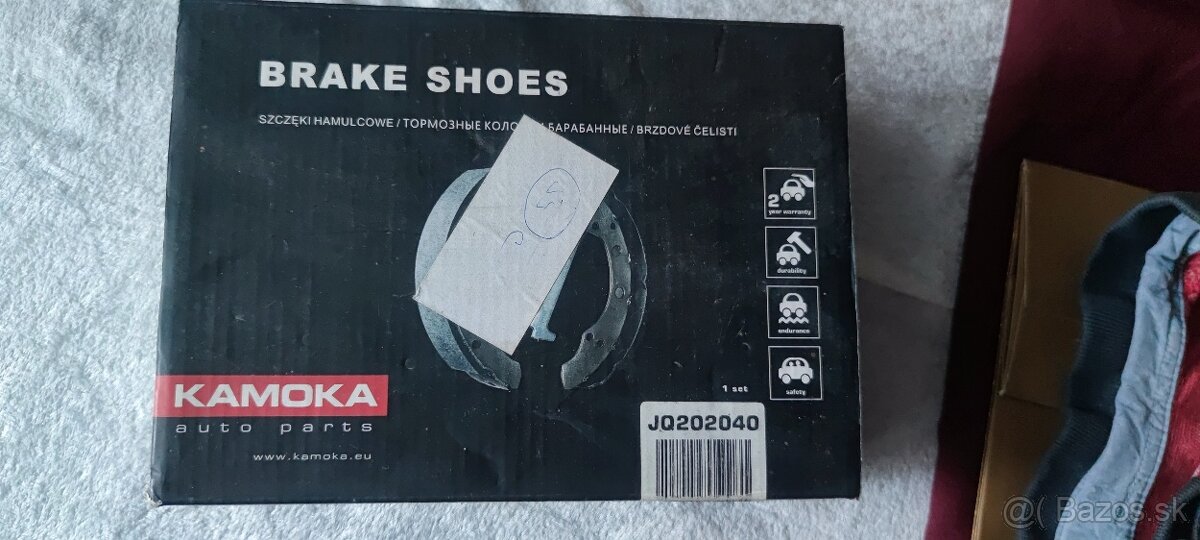 BRAKE SHOES
SZCZĘKI HAMULCOWE / ТОРМОЗНЫЕ БАРАБАННЫЕ / BRZDOVÉ ČELISTI
2
year warranty
durability
endurance
safety
1 set
KAMOKA
auto parts
www.kamoka.eu
JQ202040
@( Bazos.sk